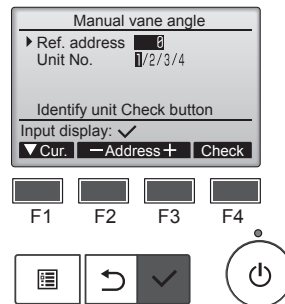 Manual vane angle
Ref. address 0
Unit No. 1/2/3/4
Identify unit Check button
Input display: ✓
▼Cur. －Address＋ Check
F1 F2 F3 F4